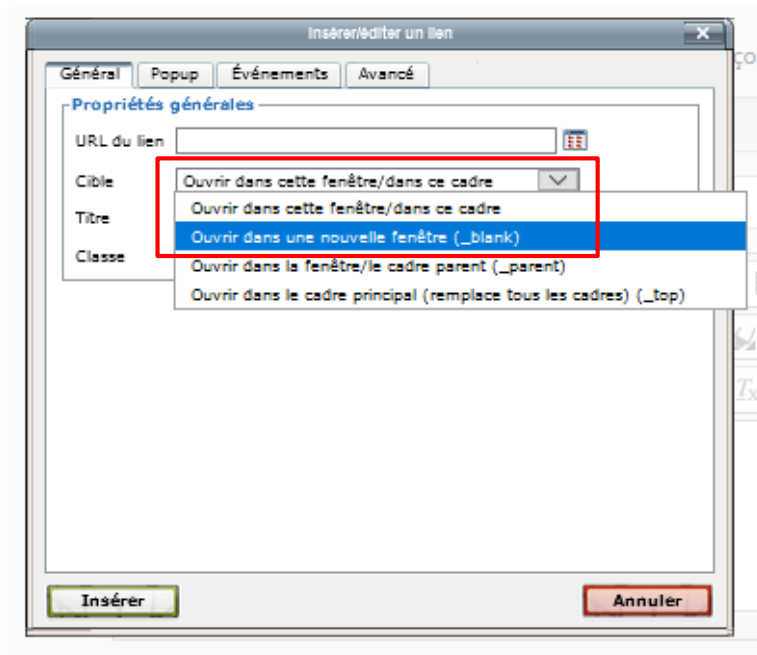 Insérer/éditer un lien
Général Popup Événements Avancé
Propriétés générales
URL du lien
Cible Ouvrir dans cette fenêtre/dans ce cadre
Titre Ouvrir dans cette fenêtre/dans ce cadre
Ouvrir dans une nouvelle fenêtre (_blank)
Classe Ouvrir dans la fenêtre/le cadre parent (_parent)
Ouvrir dans le cadre principal (remplace tous les cadres) (_top)
Insérer Annuler